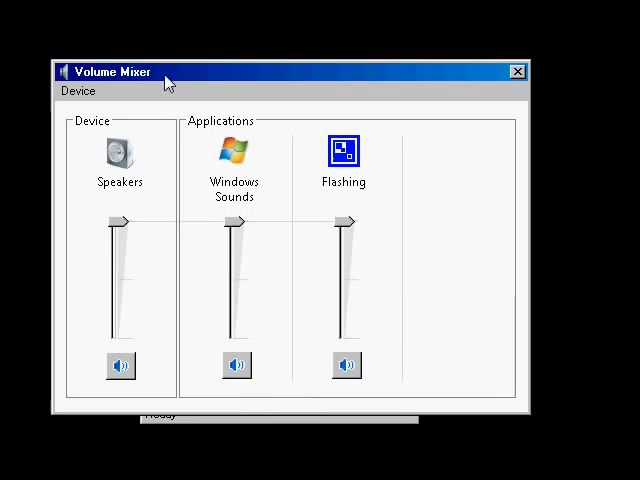 Volume Mixer
Device
Device
Applications
Speakers
Windows
Sounds
Flashing